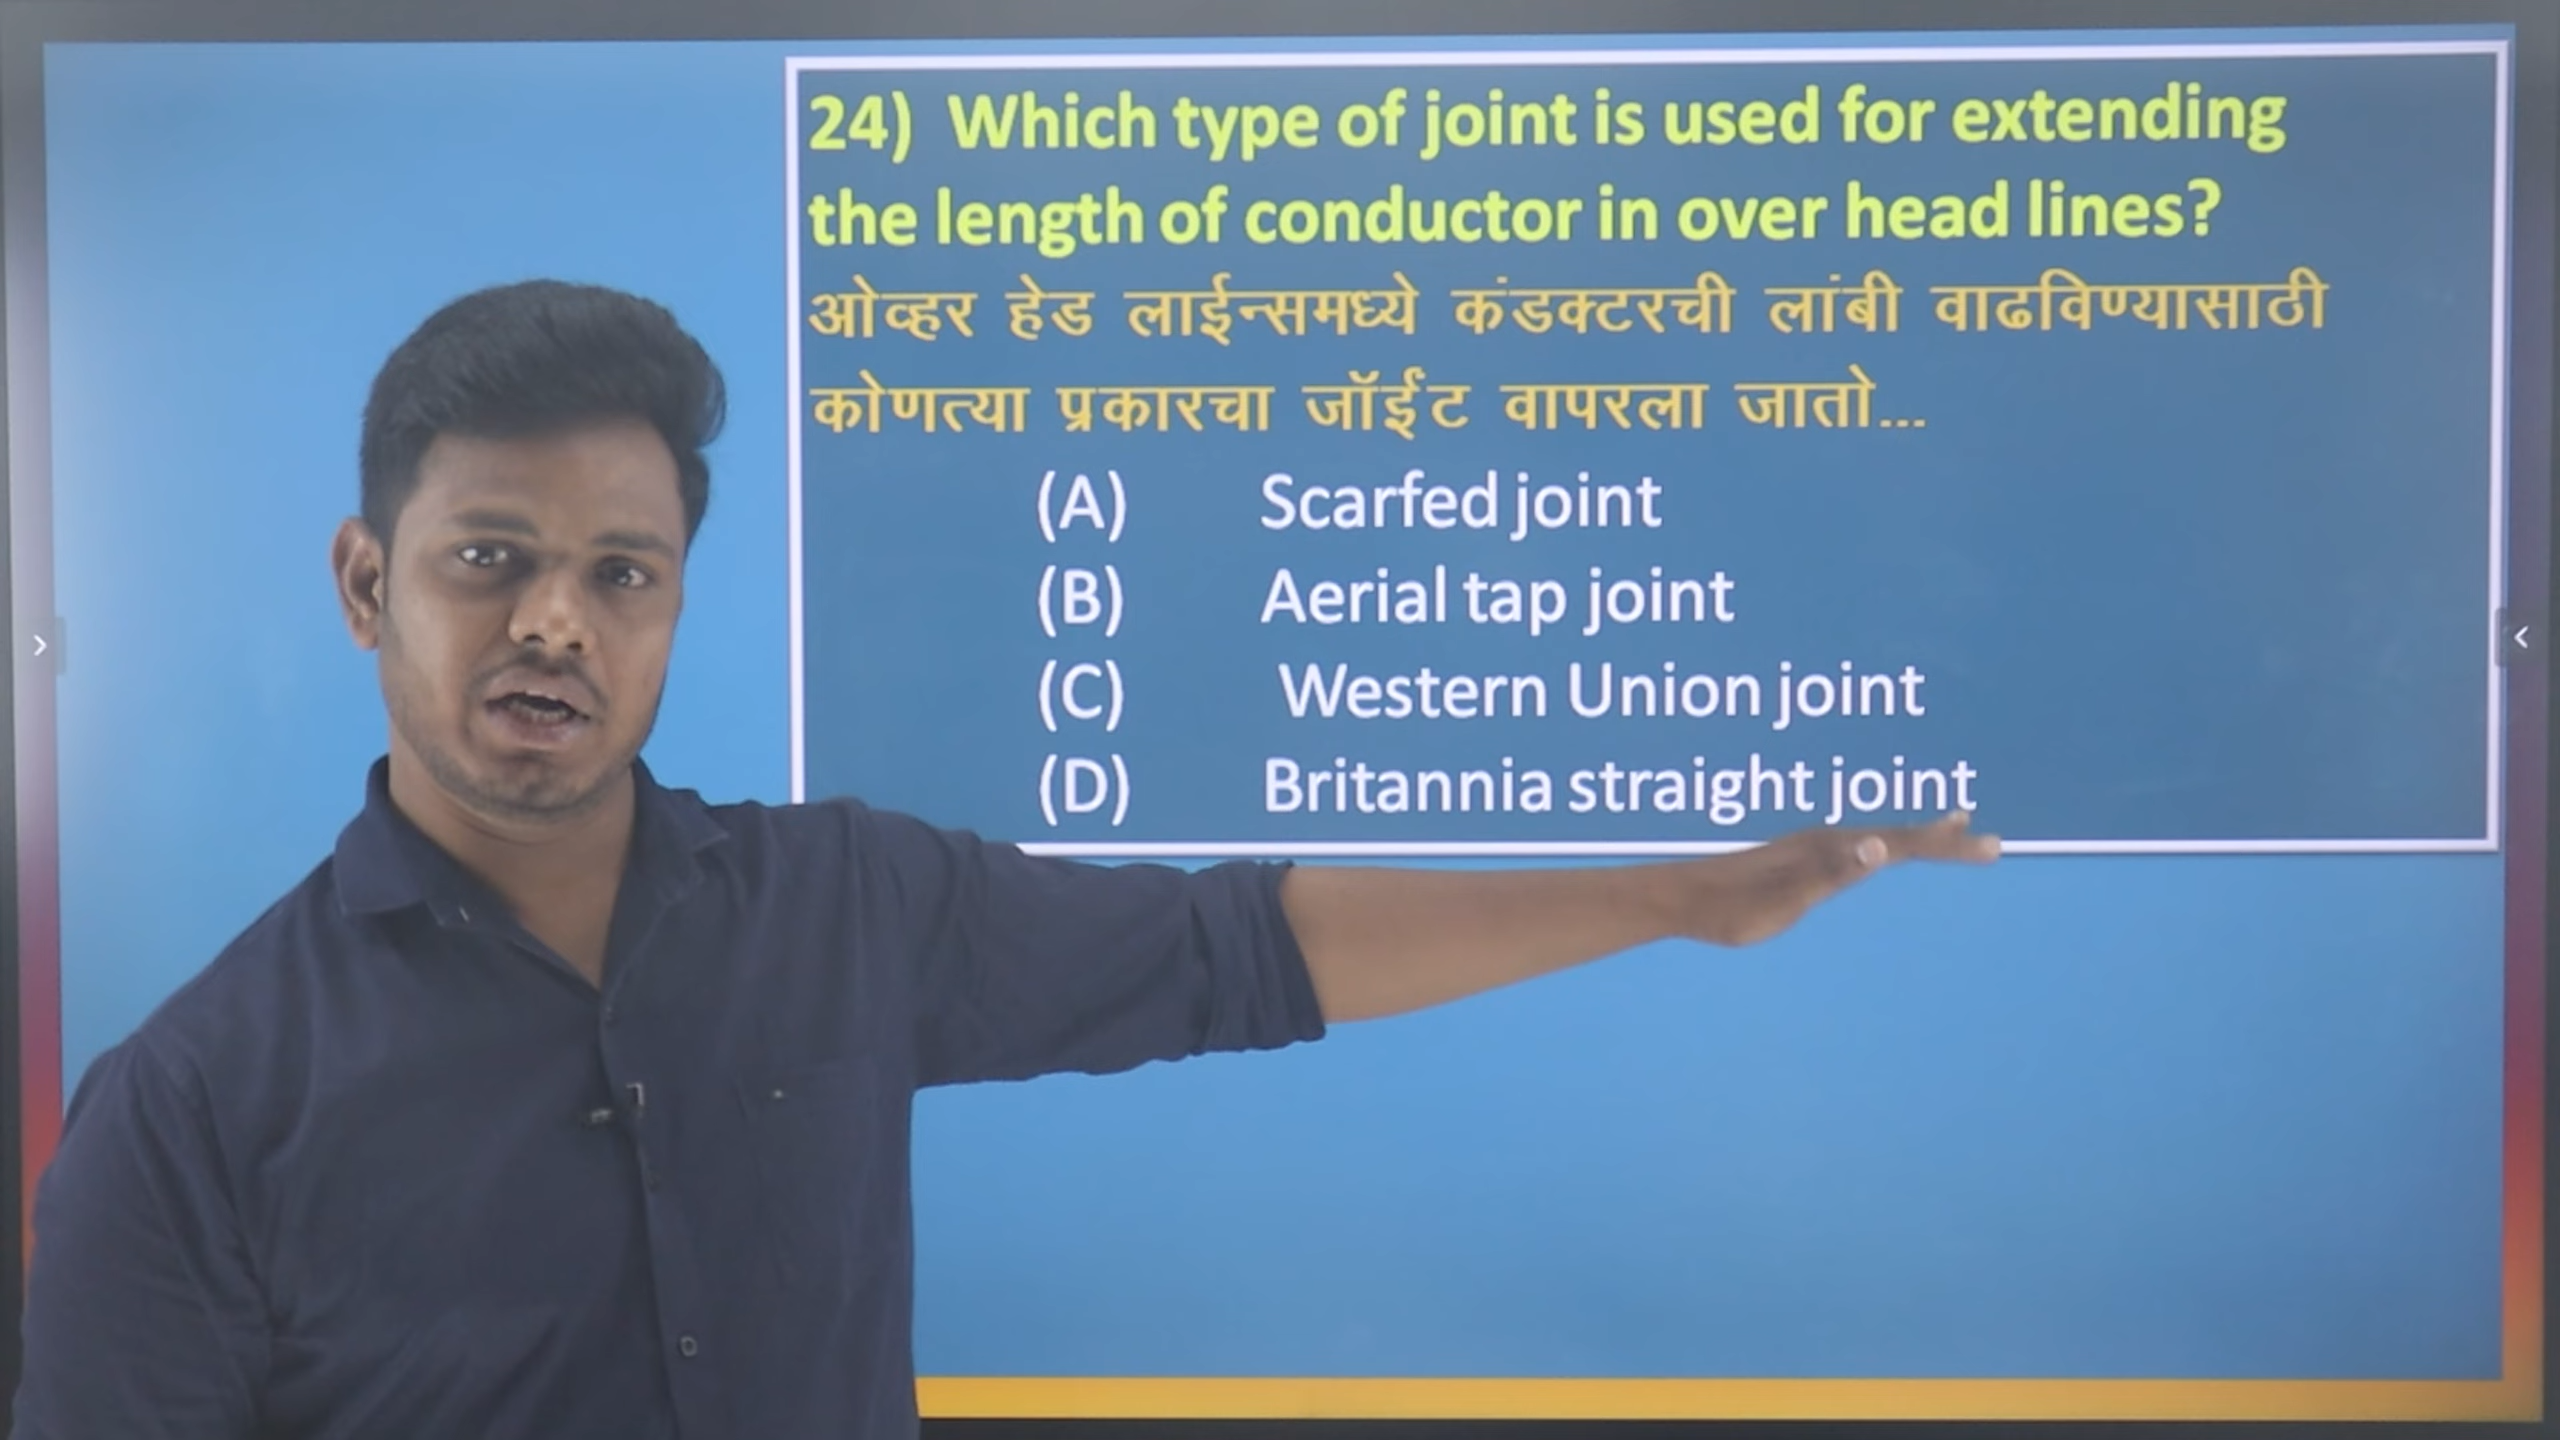 24) Which type of joint is used for extending
the length of conductor in over head lines?
ओव्हर हेड लाईन्समध्ये कंडक्टरची लांबी वाढविण्यासाठी
कोणत्या प्रकारचा जॉईंट वापरला जातो...
(A) Scarfed joint
(B) Aerial tap joint
(C) Western Union joint
(D) Britannia straight joint